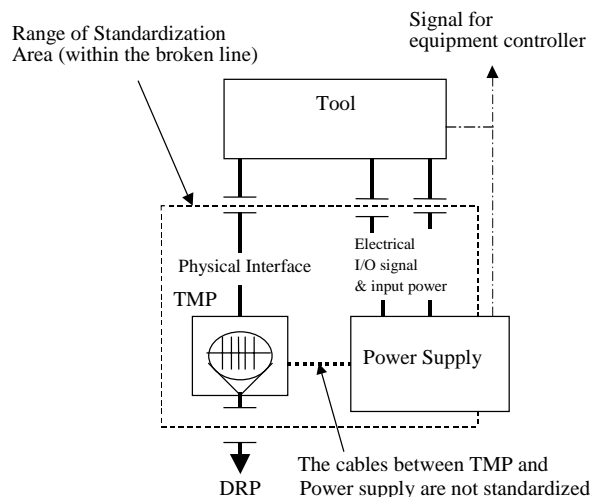 Signal for
equipment controller
Range of Standardization
Area (within the broken line)
Tool
Electrical
I/O signal
& input power
Physical Interface
TMP
Power Supply
The cables between TMP and
Power supply are not standardized
DRP